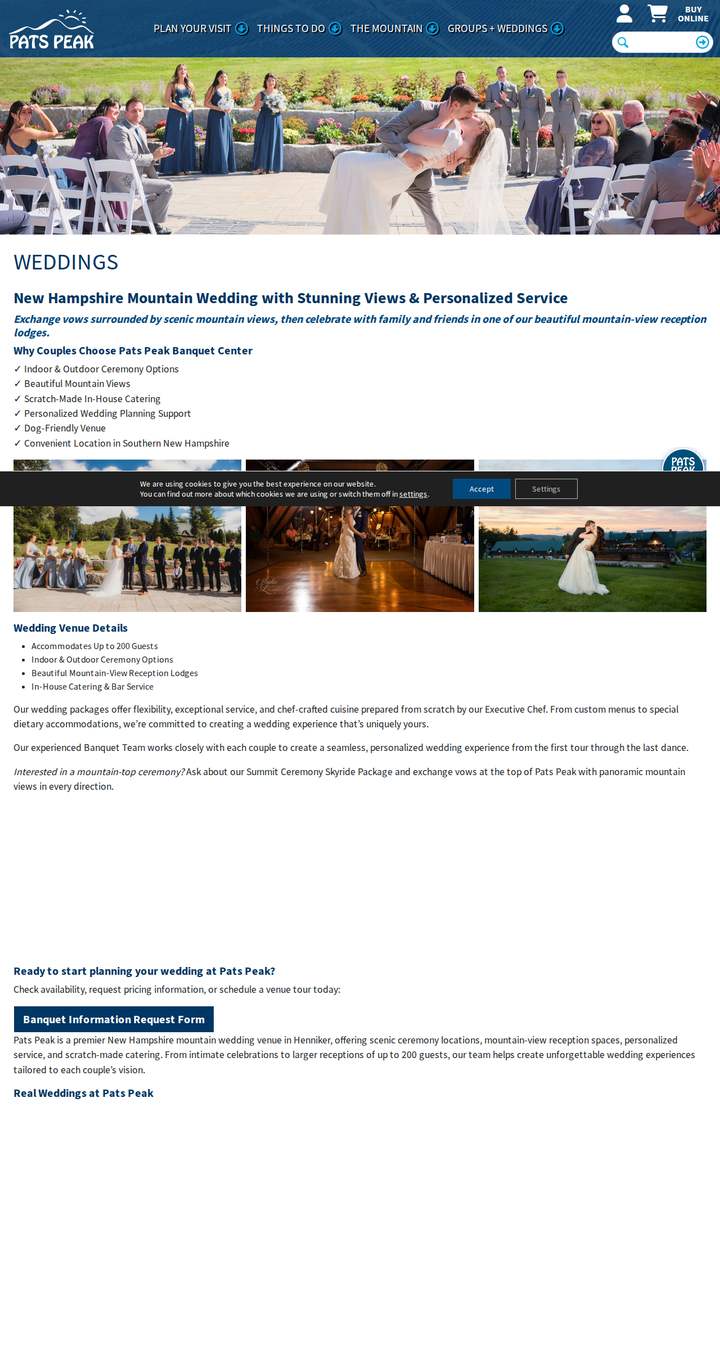 PATS PEAK
PLAN YOUR VISIT
THINGS TO DO
THE MOUNTAIN
GROUPS + WEDDINGS
BUY
ONLINE
WEDDINGS
New Hampshire Mountain Wedding with Stunning Views & Personalized Service
Exchange vows surrounded by scenic mountain views, then celebrate with family and friends in one of our beautiful mountain-view reception
lodges.
Why Couples Choose Pats Peak Banquet Center
✓ Indoor & Outdoor Ceremony Options
✓ Beautiful Mountain Views
✓ Scratch-Made In-House Catering
✓ Personalized Wedding Planning Support
✓ Dog-Friendly Venue
✓ Convenient Location in Southern New Hampshire
PATS
PEAK
We are using cookies to give you the best experience on our website.
You can find out more about which cookies we are using or switch them off in settings.
Accept
Settings
Wedding Venue Details
• Accommodates Up to 200 Guests
• Indoor & Outdoor Ceremony Options
• Beautiful Mountain-View Reception Lodges
• In-House Catering & Bar Service
Our wedding packages offer flexibility, exceptional service, and chef-crafted cuisine prepared from scratch by our Executive Chef. From custom menus to special
dietary accommodations, we’re committed to creating a wedding experience that’s uniquely yours.
Our experienced Banquet Team works closely with each couple to create a seamless, personalized wedding experience from the first tour through the last dance.
Interested in a mountain-top ceremony? Ask about our Summit Ceremony Skyride Package and exchange vows at the top of Pats Peak with panoramic mountain
views in every direction.
Ready to start planning your wedding at Pats Peak?
Check availability, request pricing information, or schedule a venue tour today:
Banquet Information Request Form
Pats Peak is a premier New Hampshire mountain wedding venue in Henniker, offering scenic ceremony locations, mountain-view reception spaces, personalized
service, and scratch-made catering. From intimate celebrations to larger receptions of up to 200 guests, our team helps create unforgettable wedding experiences
tailored to each couple’s vision.
Real Weddings at Pats Peak